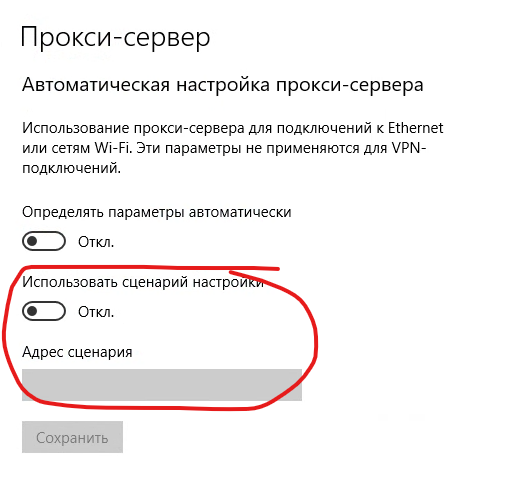 Прокси-сервер
Автоматическая настройка прокси-сервера
Использование прокси-сервера для подключений к Ethernet
или сетям Wi-Fi. Эти параметры не применяются для VPN-
подключений.
Определять параметры автоматически
Откл.
Использовать сценарий настройки
Откл.
Адрес сценария
Сохранить